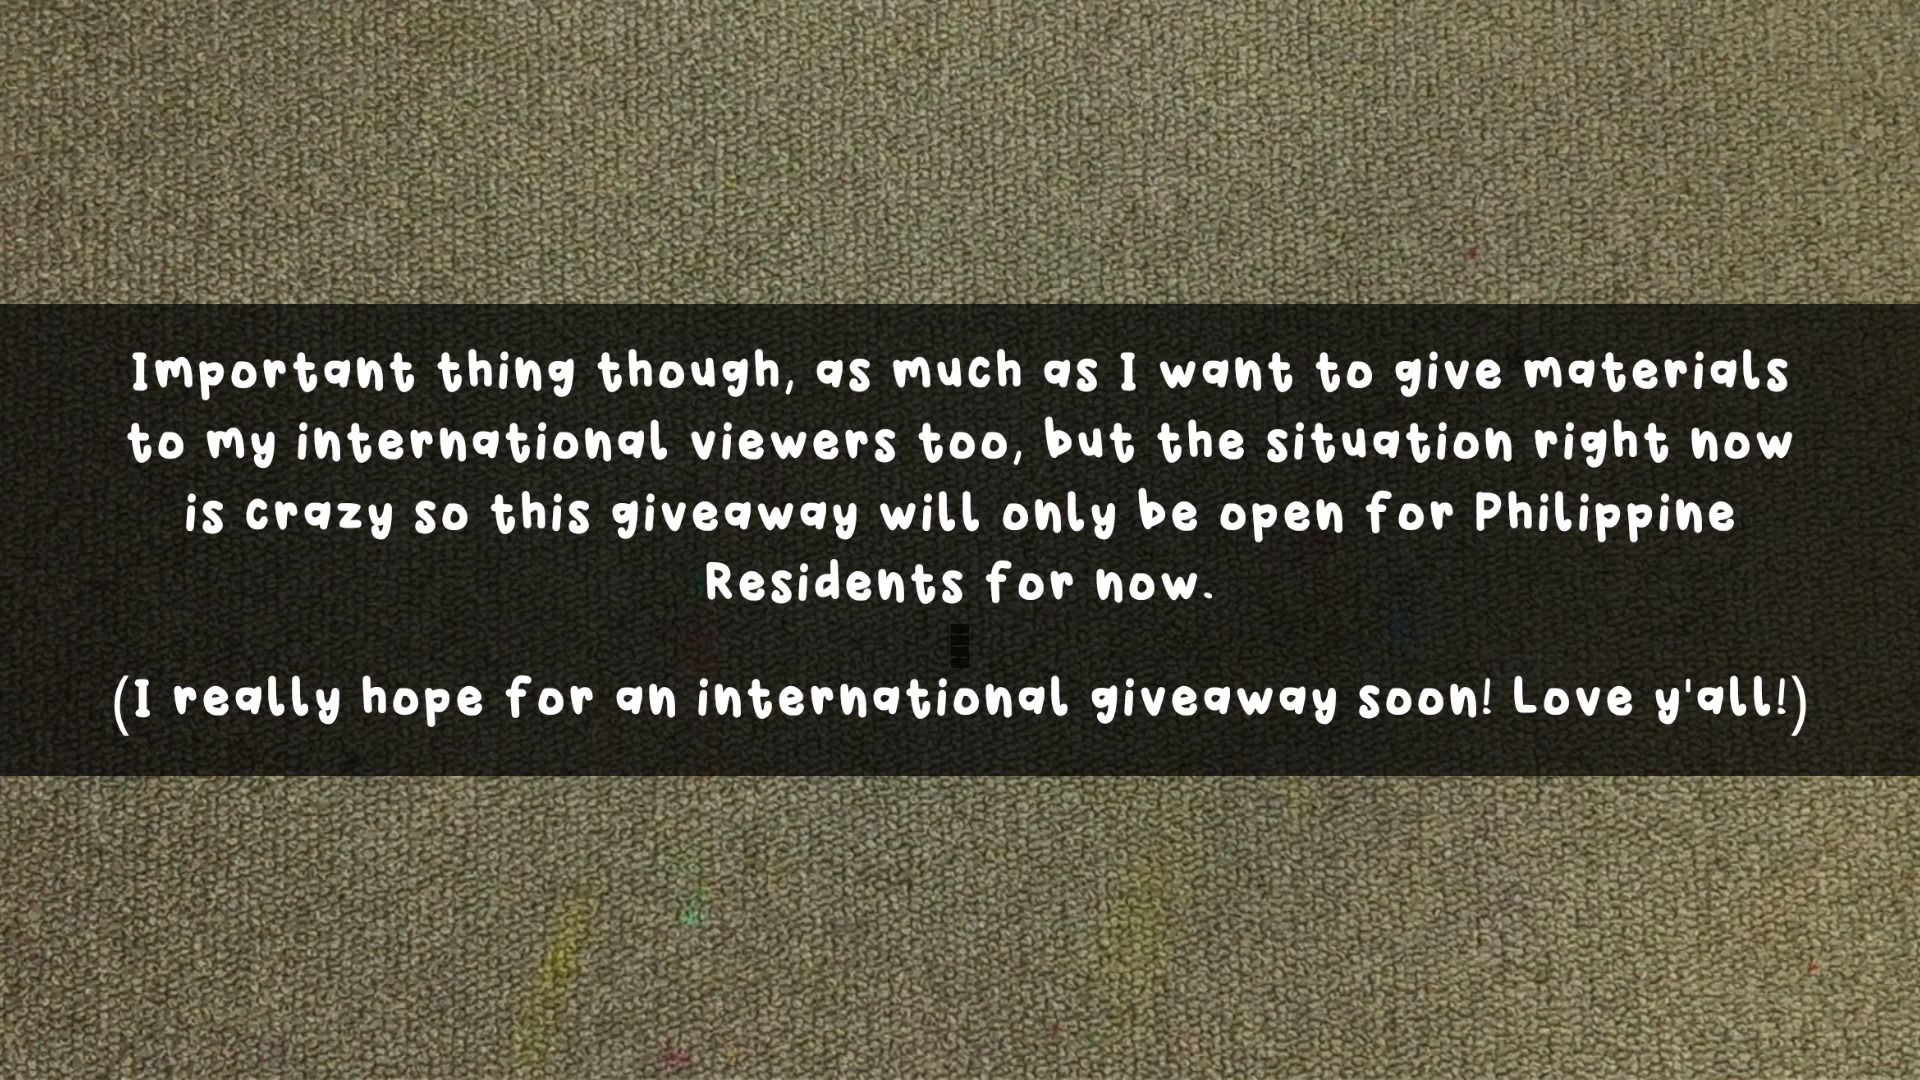 Important thing though, as much as I want to give materials
to my international viewers too, but the situation right now
is crazy so this giveaway will only be open for Philippine
Residents for now.
(I really hope for an international giveaway soon! Love y'all!)